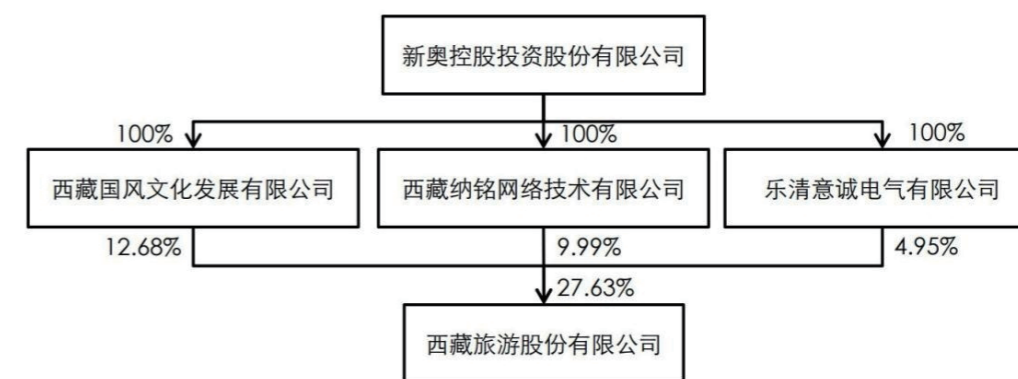 新奥控股投资股份有限公司
100%
100%
100%
西藏国风文化发展有限公司
西藏纳铭网络技术有限公司
乐清意诚电气有限公司
12.68%
9.99%
4.95%
27.63%
西藏旅游股份有限公司